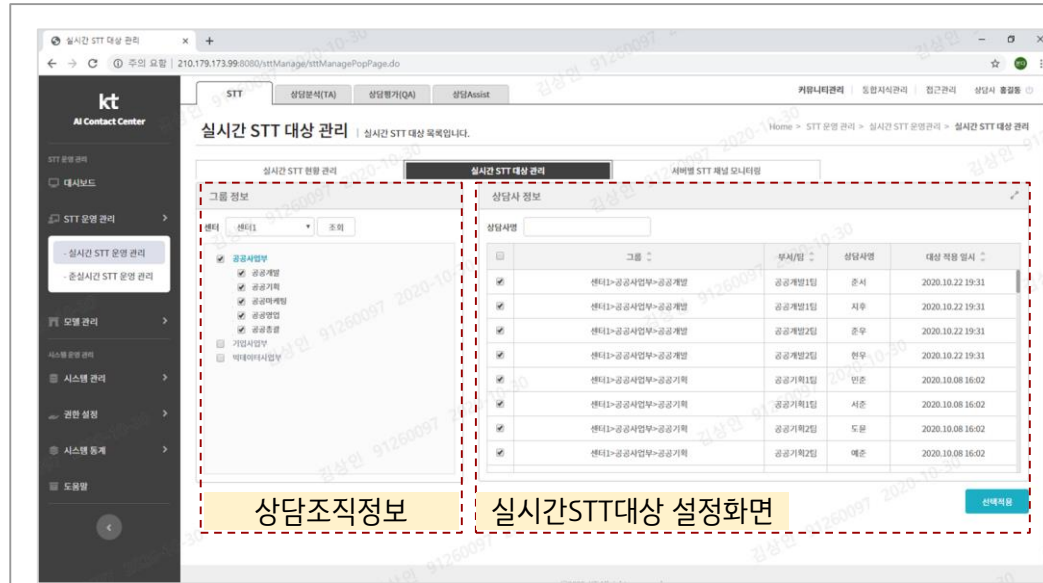 실시간 STT 대상 관리
주의 요함 | 210.179.173.99:8080/sttManage/sttManagePopPage.do
kt
AI Contact Center
STT 상담분석(TA) 상담평가(QA) 상담Assist
커뮤니티관리 통합지식관리 접근관리 상담사 홍길동
실시간 STT 대상 관리 | 실시간 STT 대상 목록입니다.
Home > STT 운영 관리 > 실시간 STT 운영관리 > 실시간 STT 대상 관리
STT 운영 관리
대시보드
STT 운영 관리
- 실시간 STT 운영 관리
- 준실시간 STT 운영 관리
모델 관리
시스템 운영 관리
시스템 관리
권한 설정
시스템 통계
도움말
실시간 STT 현황 관리 실시간 STT 대상 관리 서버별 STT 채널 모니터링
그룹 정보
센터 센터1 조회
공공사업부
공공개발
공공기획
공공마케팅
공공영업
공공총괄
기업사업부
빅데이터사업부
상담조직정보
상담사 정보
상담사명
그룹 부서/팀 상담사명 대상 적용 일시
센터1>공공사업부>공공개발 공공개발1팀 준서 2020.10.22 19:31
센터1>공공사업부>공공개발 공공개발1팀 지후 2020.10.22 19:31
센터1>공공사업부>공공개발 공공개발2팀 준우 2020.10.22 19:31
센터1>공공사업부>공공개발 공공개발2팀 현우 2020.10.22 19:31
센터1>공공사업부>공공기획 공공기획1팀 민준 2020.10.08 16:02
센터1>공공사업부>공공기획 공공기획1팀 서준 2020.10.08 16:02
센터1>공공사업부>공공기획 공공기획2팀 도윤 2020.10.08 16:02
센터1>공공사업부>공공기획 공공기획2팀 예준 2020.10.08 16:02
실시간STT대상 설정화면
선택적용
김상인 91260097 2020-10-30